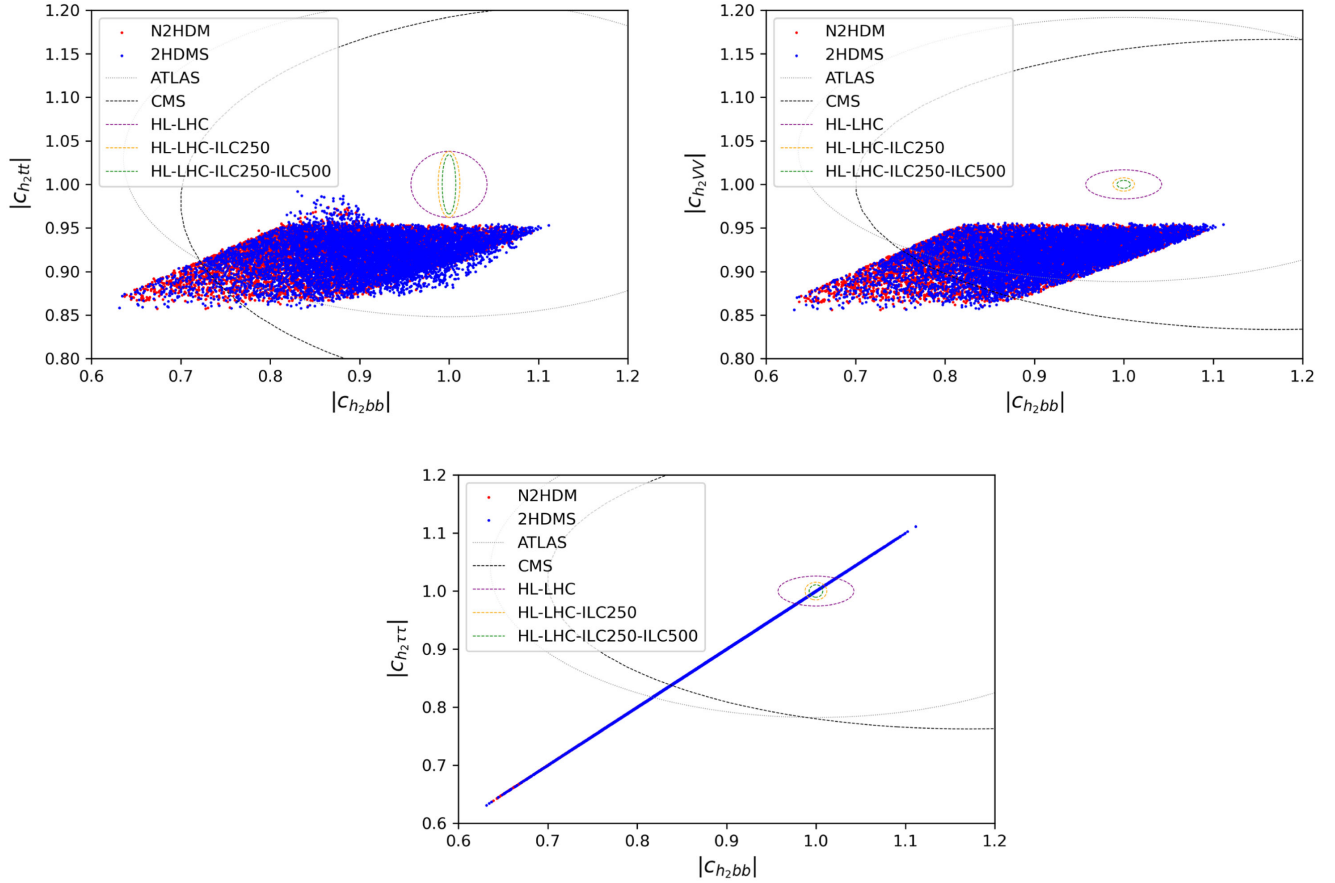 1.20
1.15
1.10
1.05
1.00
0.95
0.90
0.85
0.80
|c_{h_2tt}|
N2HDM
2HDMS
ATLAS
CMS
HL-LHC
HL-LHC-ILC250
HL-LHC-ILC250-ILC500
0.6 0.7 0.8 0.9 1.0 1.1 1.2
|c_{h_2bb}|
1.20
1.15
1.10
1.05
1.00
0.95
0.90
0.85
0.80
|c_{h_2VV}|
N2HDM
2HDMS
ATLAS
CMS
HL-LHC
HL-LHC-ILC250
HL-LHC-ILC250-ILC500
0.6 0.7 0.8 0.9 1.0 1.1 1.2
|c_{h_2bb}|
1.2
1.1
1.0
0.9
0.8
0.7
0.6
|c_{h_2ττ}|
N2HDM
2HDMS
ATLAS
CMS
HL-LHC
HL-LHC-ILC250
HL-LHC-ILC250-ILC500
0.6 0.7 0.8 0.9 1.0 1.1 1.2
|c_{h_2bb}|